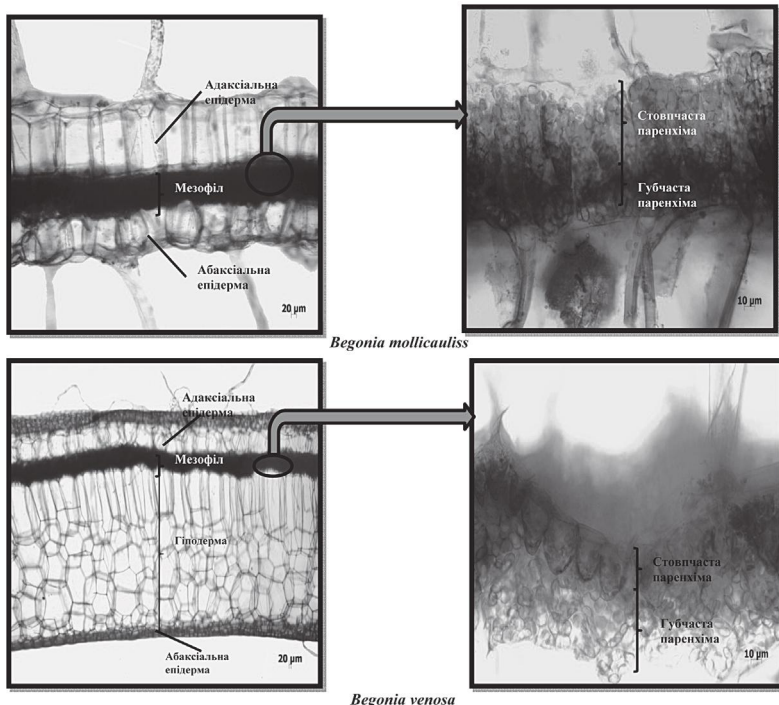 Адаксіальна
епідерма
Мезофіл
Абаксіальна
епідерма
20 µm
Стовпчаста
паренхіма
Губчаста
паренхіма
10 µm
Begonia mollicauliss
Адаксіальна
епідерма
Мезофіл
Гіподерма
Абаксіальна
епідерма
20 µm
Стовпчаста
паренхіма
Губчаста
паренхіма
10 µm
Begonia venosa